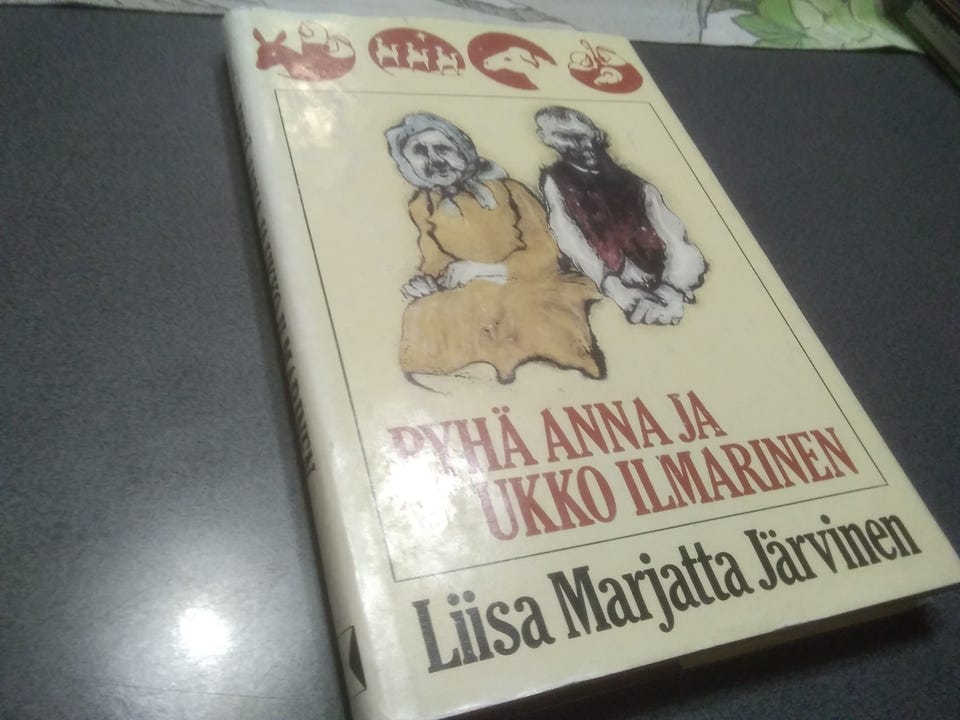 PYHÄ ANNA JA
UKKO ILMARINEN
Liisa Marjatta Järvinen